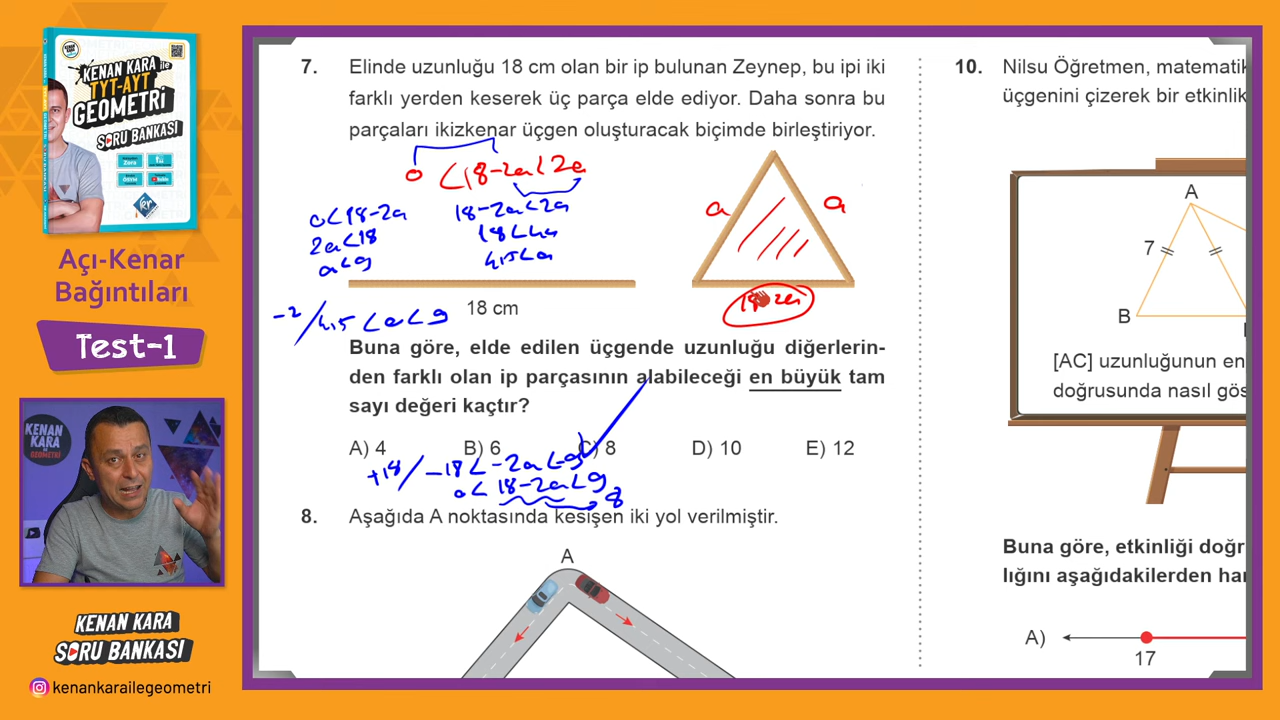 KENAN KARA ile
TYT-AYT
GEOMETRİ
SORU BANKASI
Açı-Kenar
Bağıntıları
Test-1
KENAN KARA
SORU BANKASI
kenankarailegeometri
7. Elinde uzunluğu 18 cm olan bir ip bulunan Zeynep, bu ipi iki
farklı yerden keserek üç parça elde ediyor. Daha sonra bu
parçaları ikizkenar üçgen oluşturacak biçimde birleştiriyor.
0 < 18-2a < 2a
0 < 18-2a
2a < 18
a < 9
18-2a < 2a
18 < 4a
4,5 < a
a
a
-2/ 4,5 < a < 9
18 cm
Buna göre, elde edilen üçgende uzunluğu diğerlerin-
den farklı olan ip parçasının alabileceği en büyük tam
sayı değeri kaçtır?
A) 4 B) 6 C) 8 D) 10 E) 12
+18/ -18 < -2a < -9
0 < 18-2a < 9
8
8. Aşağıda A noktasında kesişen iki yol verilmiştir.
A
10. Nilsu Öğretmen, matematik
üçgenini çizerek bir etkinlik
A
7
B
[AC] uzunluğunun en
doğrusunda nasıl gös
Buna göre, etkinliği doğr
lığını aşağıdakilerden har
A)
17